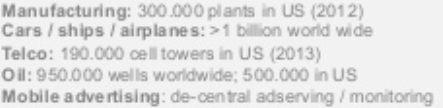 Manufacturing: 300.000 plants in US (2012)
Cars / ships / airplanes: >1 billion world wide
Telco: 190.000 cell towers in US (2013)
Oil: 950.000 wells worldwide; 500.000 in US
Mobile advertising: de-central adserving / monitoring